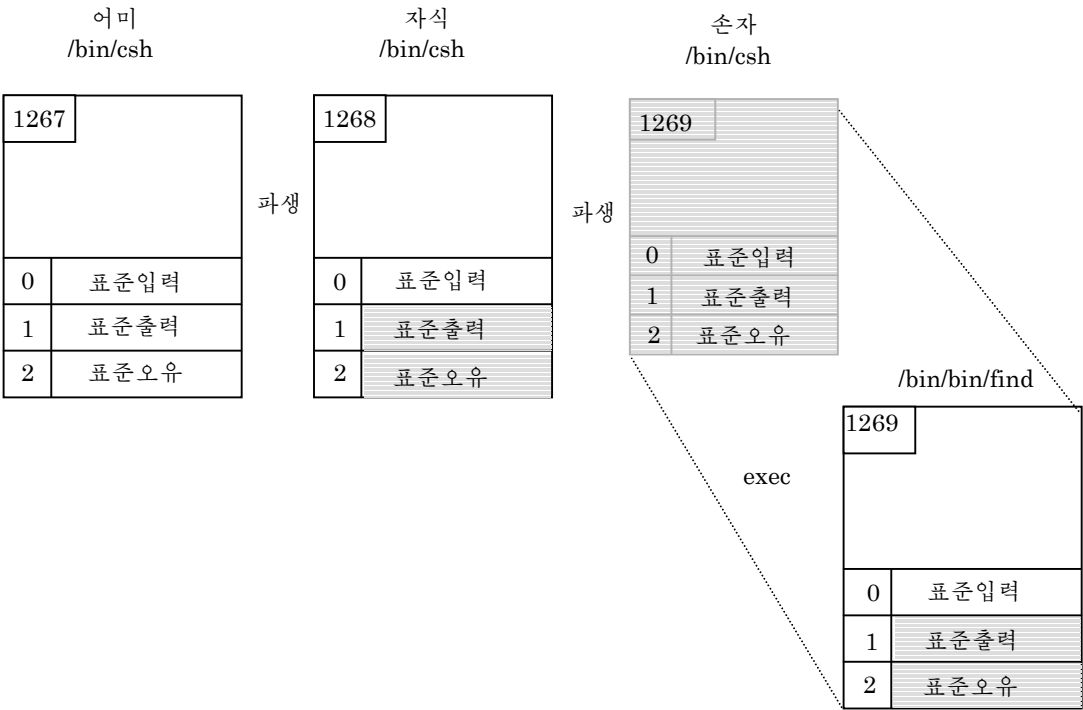 어미
/bin/csh
1267
0 표준입력
1 표준출력
2 표준오유
파생
자식
/bin/csh
1268
0 표준입력
1 표준출력
2 표준오유
파생
손자
/bin/csh
1269
0 표준입력
1 표준출력
2 표준오유
exec
/bin/bin/find
1269
0 표준입력
1 표준출력
2 표준오유